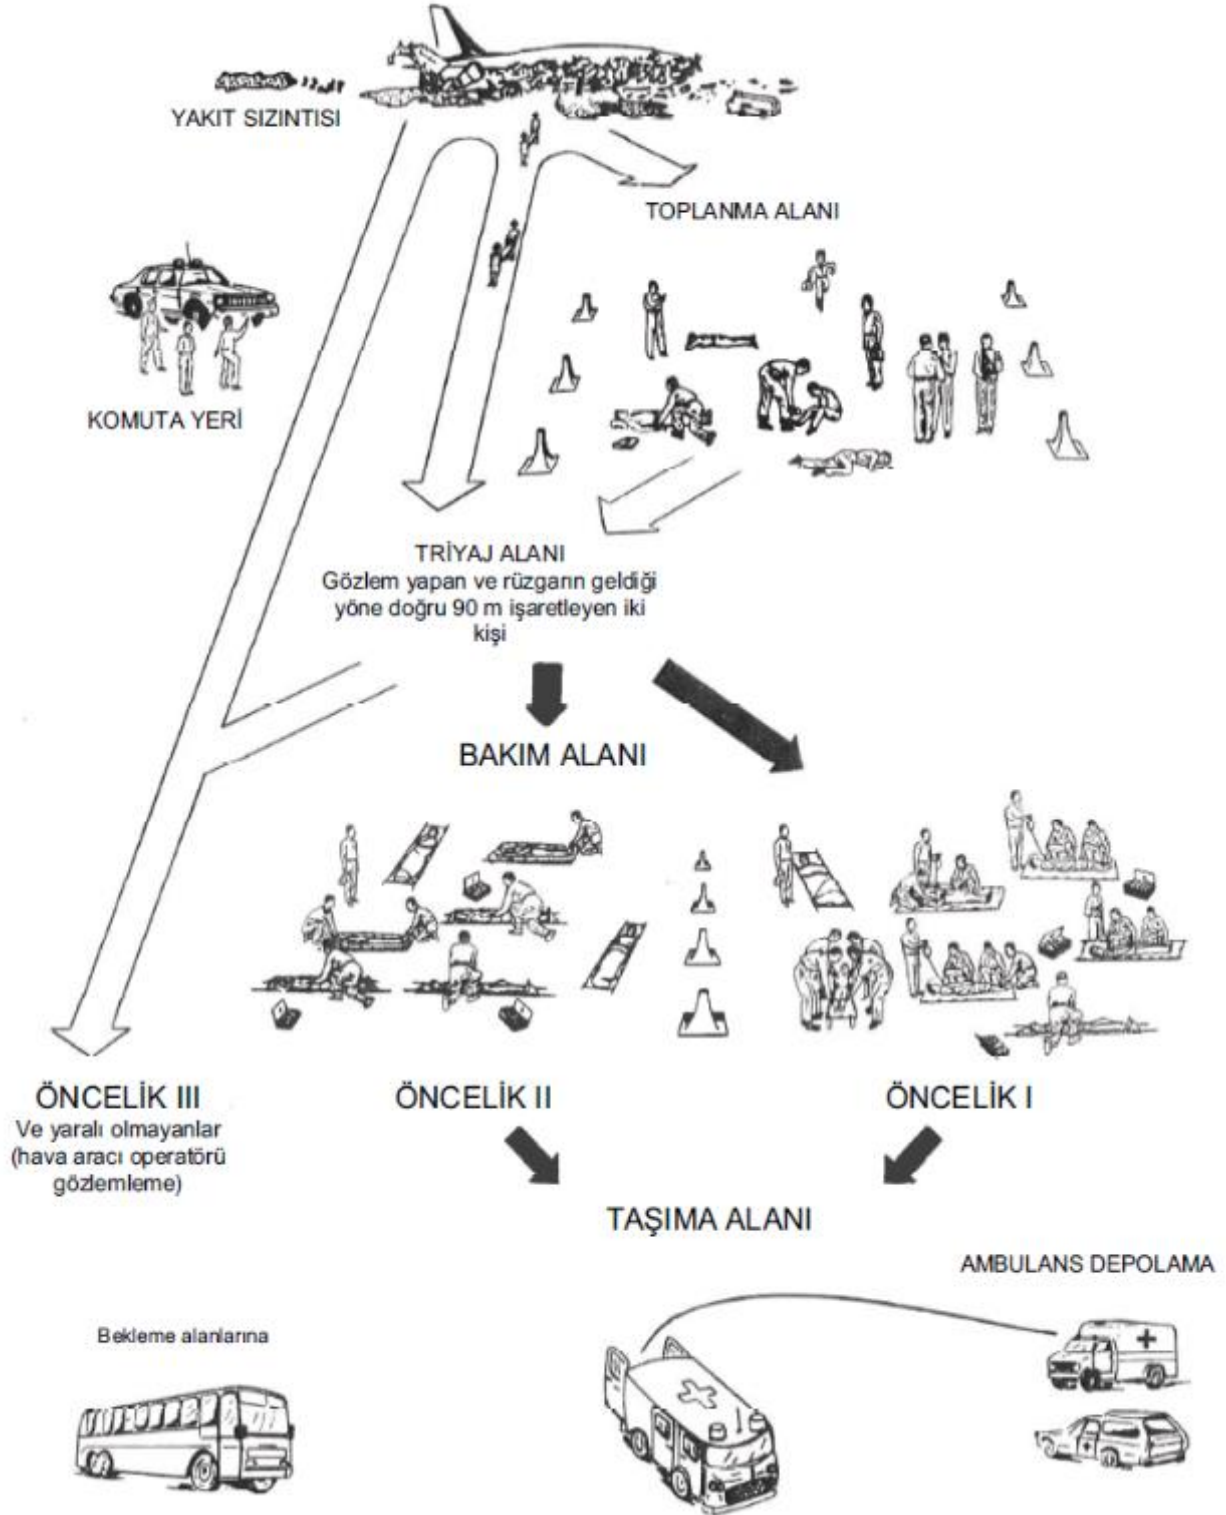 YAKIT SIZINTISI
TOPLANMA ALANI
KOMUTA YERİ
TRİYAJ ALANI
Gözlem yapan ve rüzgarın geldiği
yöne doğru 90 m işaretleyen iki
kişi
BAKIM ALANI
ÖNCELİK III
Ve yaralı olmayanlar
(hava aracı operatörü
gözlemleme)
ÖNCELİK II
ÖNCELİK I
TAŞIMA ALANI
AMBULANS DEPOLAMA
Bekleme alanlarına